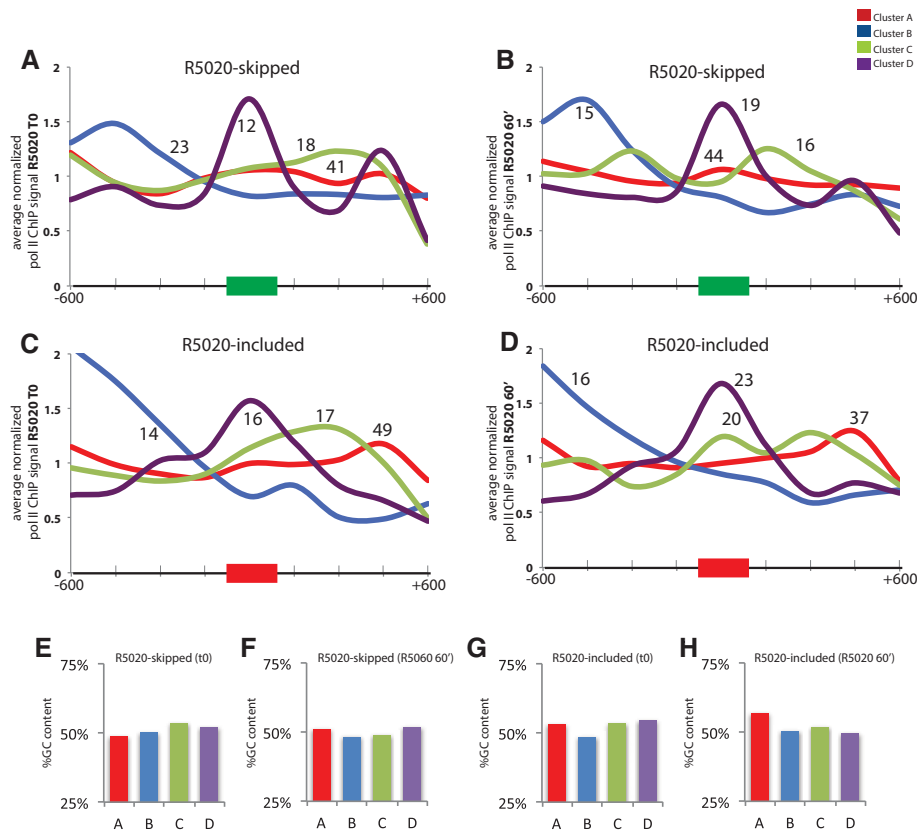 Cluster A
Cluster B
Cluster C
Cluster D
A
R5020-skipped
average normalized
pol II ChIP signal R5020 T0
2
1.5
1
0.5
0
-600
+600
23
12
18
41
B
R5020-skipped
average normalized
pol II ChIP signal R5020 60'
2
1.5
1
0.5
0
-600
+600
15
44
19
16
C
R5020-included
average normalized
pol II ChIP signal R5020 T0
2
1.5
1
0.5
0
-600
+600
14
16
17
49
D
R5020-included
average normalized
pol II ChIP signal R5020 60'
2
1.5
1
0.5
0
-600
+600
16
23
20
37
E
R5020-skipped (t0)
%GC content
75%
50%
25%
A B C D
F
R5020-skipped (R5060 60')
%GC content
75%
50%
25%
A B C D
G
R5020-included (t0)
%GC content
75%
50%
25%
A B C D
H
R5020-included (R5020 60')
%GC content
75%
50%
25%
A B C D